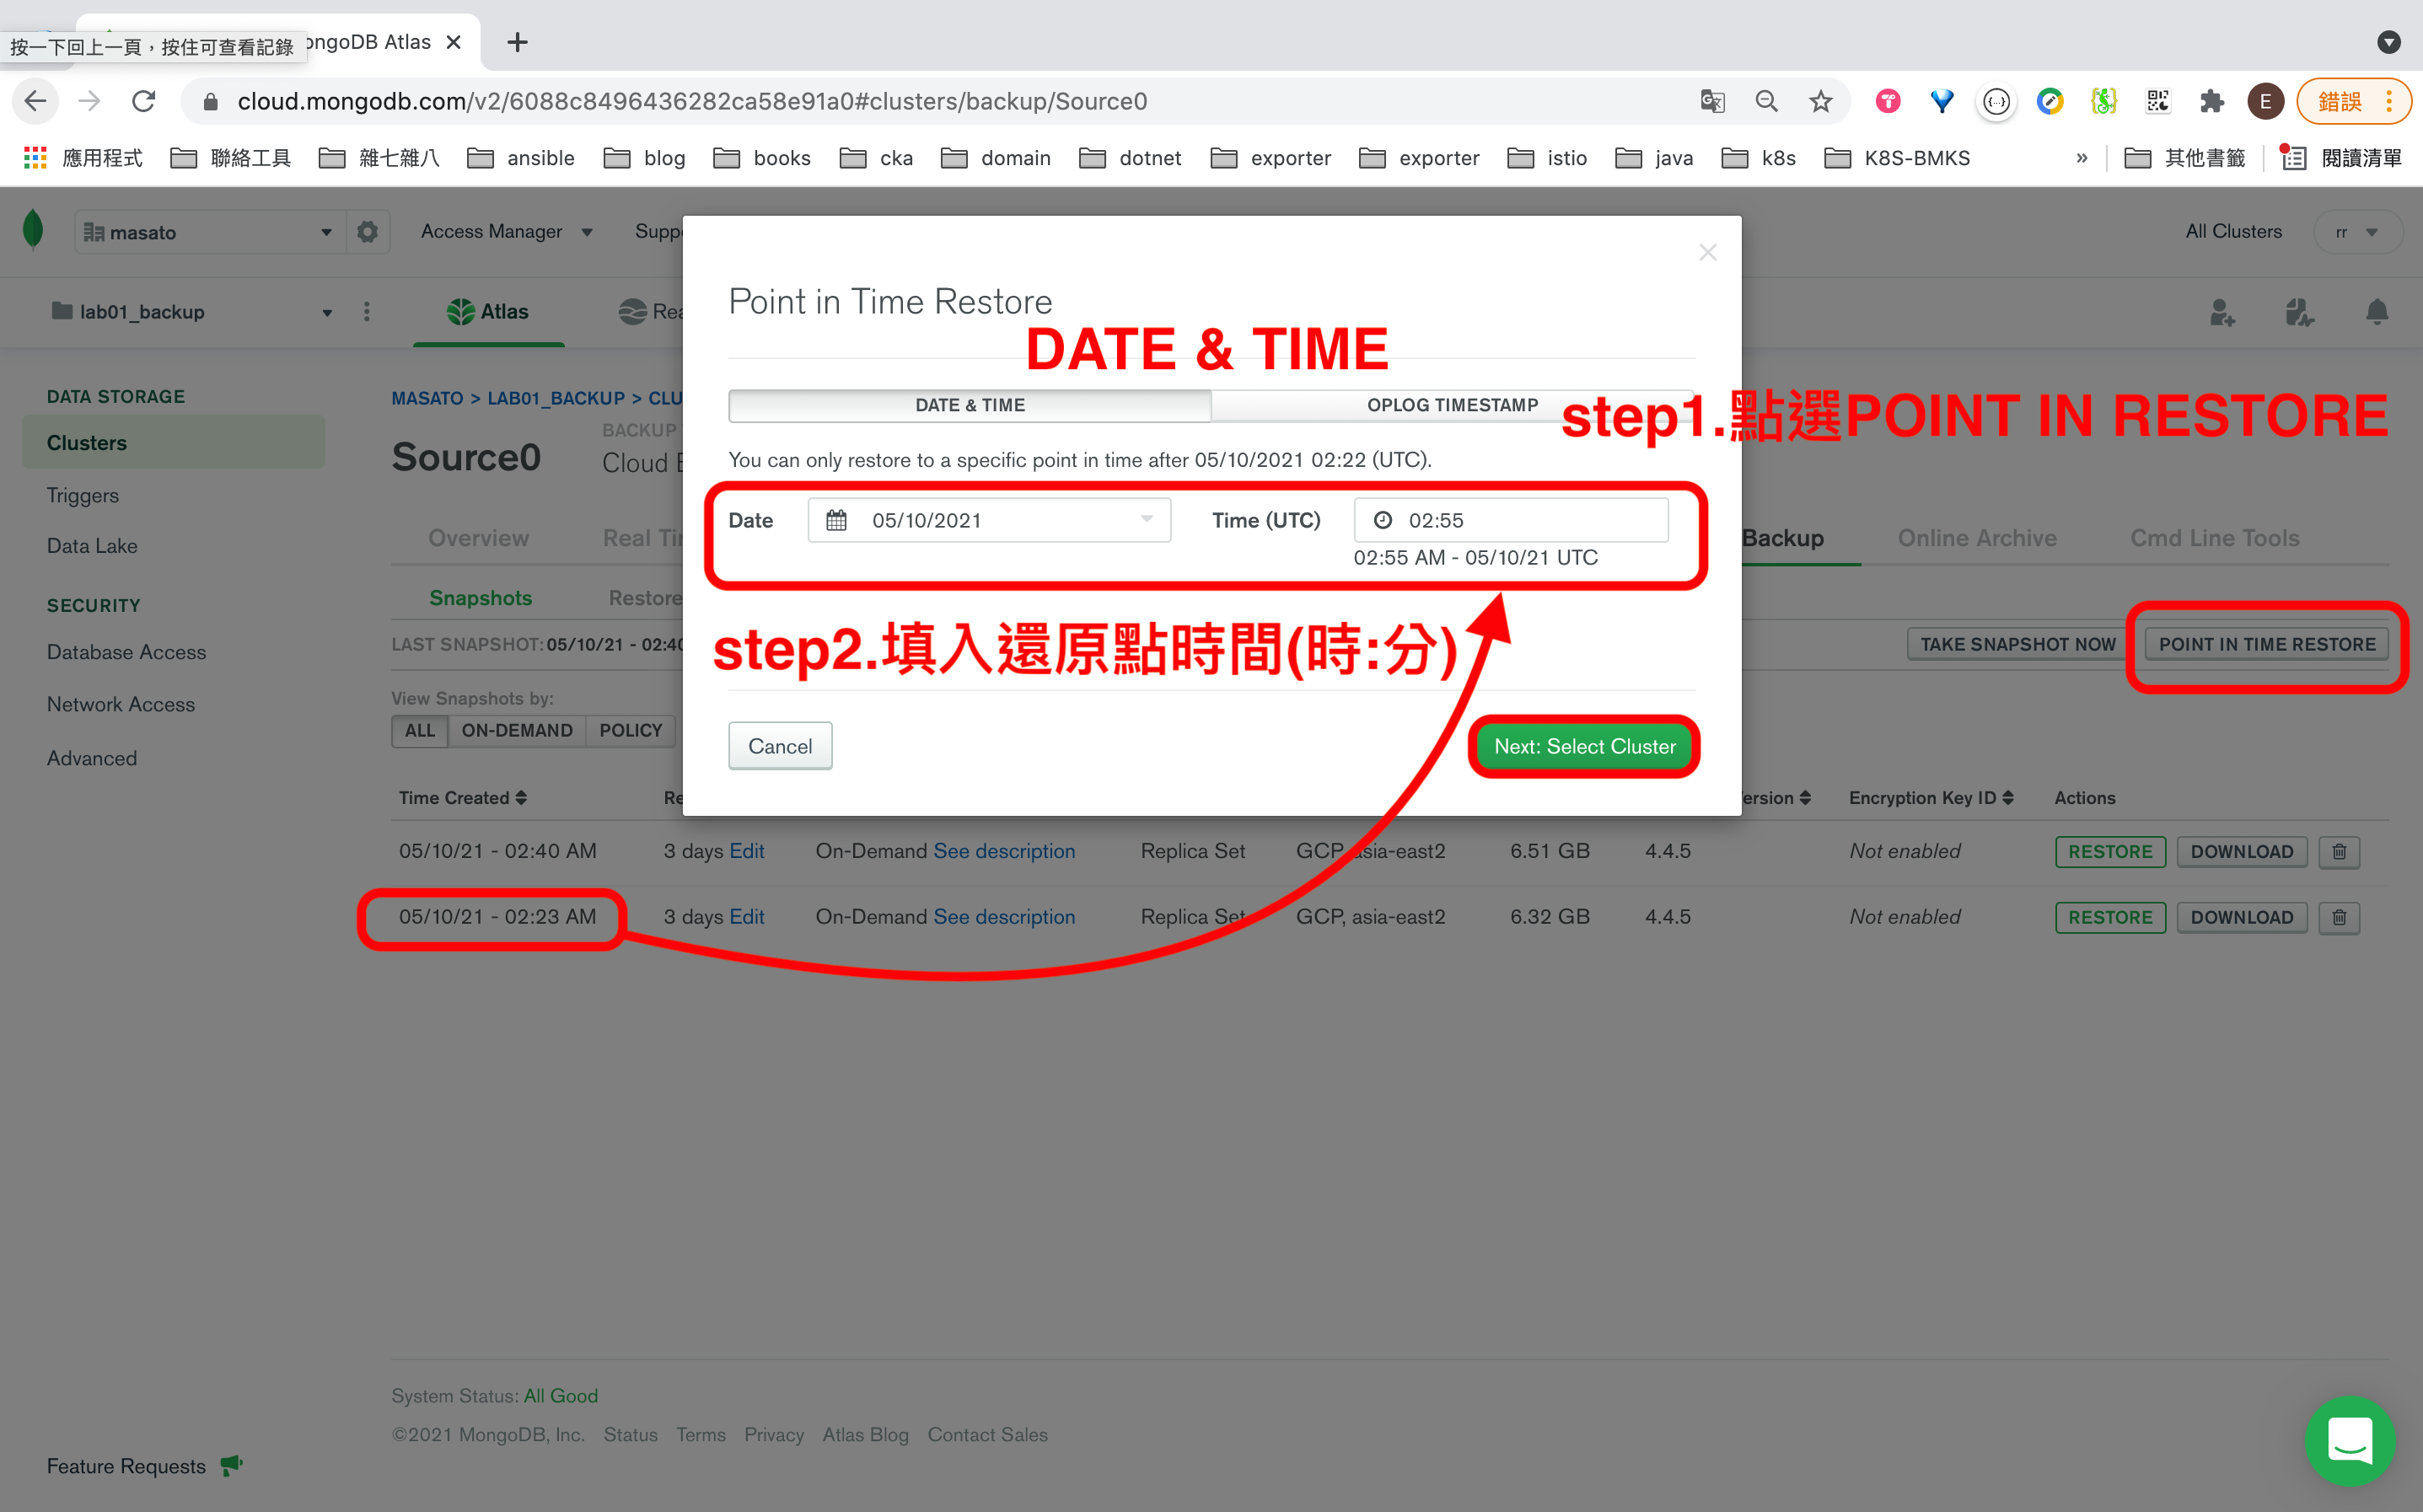 按一下回上一頁，按住可查看記錄
ongoDB Atlas
cloud.mongodb.com/v2/6088c8496436282ca58e91a0#clusters/backup/Source0
E
錯誤
應用程式 聯絡工具 雜七雜八 ansible blog books cka domain dotnet exporter exporter istio java k8s K8S-BMKS » 其他書籤 閱讀清單
masato Access Manager Supp All Clusters rr
lab01_backup Atlas Rea
Point in Time Restore
DATE & TIME
DATE & TIME OPLOG TIMESTAMP
step1.點選POINT IN RESTORE
You can only restore to a specific point in time after 05/10/2021 02:22 (UTC).
Date 05/10/2021 Time (UTC) 02:55
02:55 AM - 05/10/21 UTC
step2.填入還原點時間(時:分)
Cancel Next: Select Cluster
DATA STORAGE
Clusters
Triggers
Data Lake
SECURITY
Database Access
Network Access
Advanced
MASATO > LAB01_BACKUP > CLU
Source0
BACKUP
Cloud
Overview Real Ti Backup Online Archive Cmd Line Tools
Snapshots Restore
LAST SNAPSHOT: 05/10/21 - 02:40 TAKE SNAPSHOT NOW POINT IN TIME RESTORE
View Snapshots by:
ALL ON-DEMAND POLICY
Time Created Re ersion Encryption Key ID Actions
05/10/21 - 02:40 AM 3 days Edit On-Demand See description Replica Set GCP, asia-east2 6.51 GB 4.4.5 Not enabled RESTORE DOWNLOAD
05/10/21 - 02:23 AM 3 days Edit On-Demand See description Replica Set GCP, asia-east2 6.32 GB 4.4.5 Not enabled RESTORE DOWNLOAD
System Status: All Good
©2021 MongoDB, Inc. Status Terms Privacy Atlas Blog Contact Sales
Feature Requests